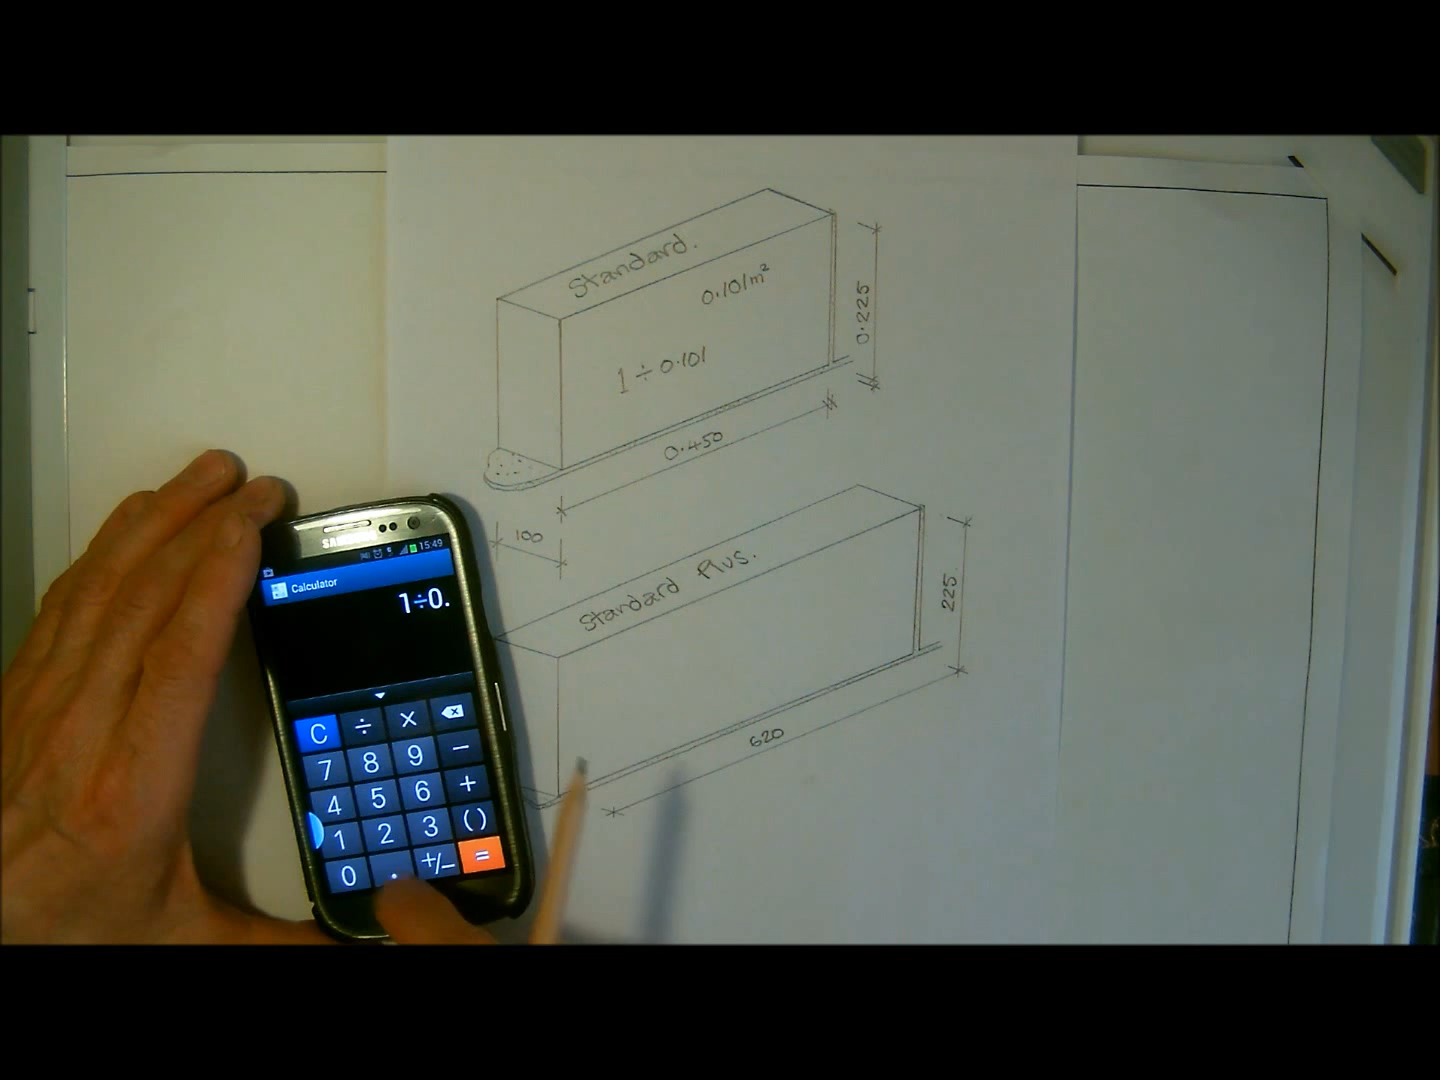 Standard.
0.101m²
0.225
1÷0.101
0.450
100
Standard Plus.
225
620
SAMSUNG
15:49
Calculator
1÷0.
C ÷ ×
7 8 9 −
4 5 6 +
1 2 3 ()
0 . +/− =